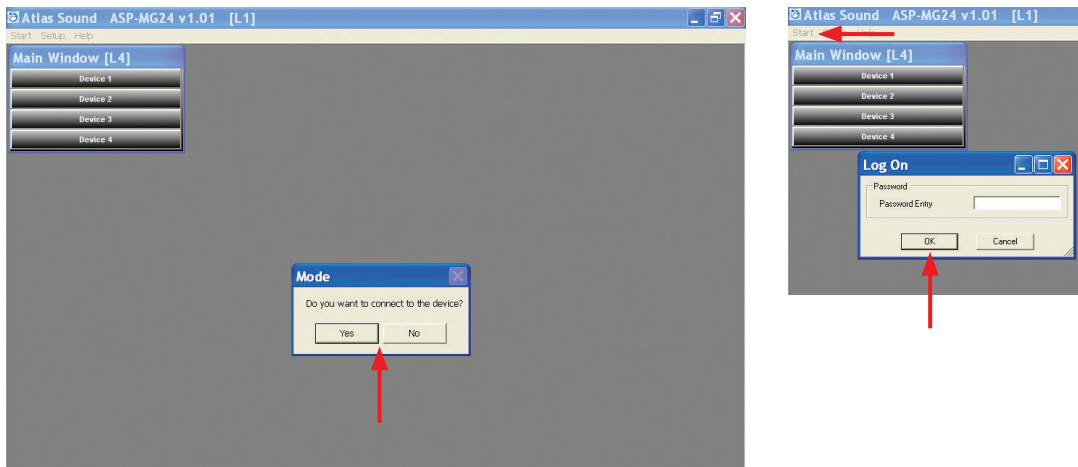 Atlas Sound ASP-MG24 v1.01 [L1]
Start Setup Help
Main Window [L4]
Device 1
Device 2
Device 3
Device 4
Mode
Do you want to connect to the device?
Yes No
Atlas Sound ASP-MG24 v1.01 [L1]
Start
Main Window [L4]
Device 1
Device 2
Device 3
Device 4
Log On
Password
Password Entry
OK Cancel